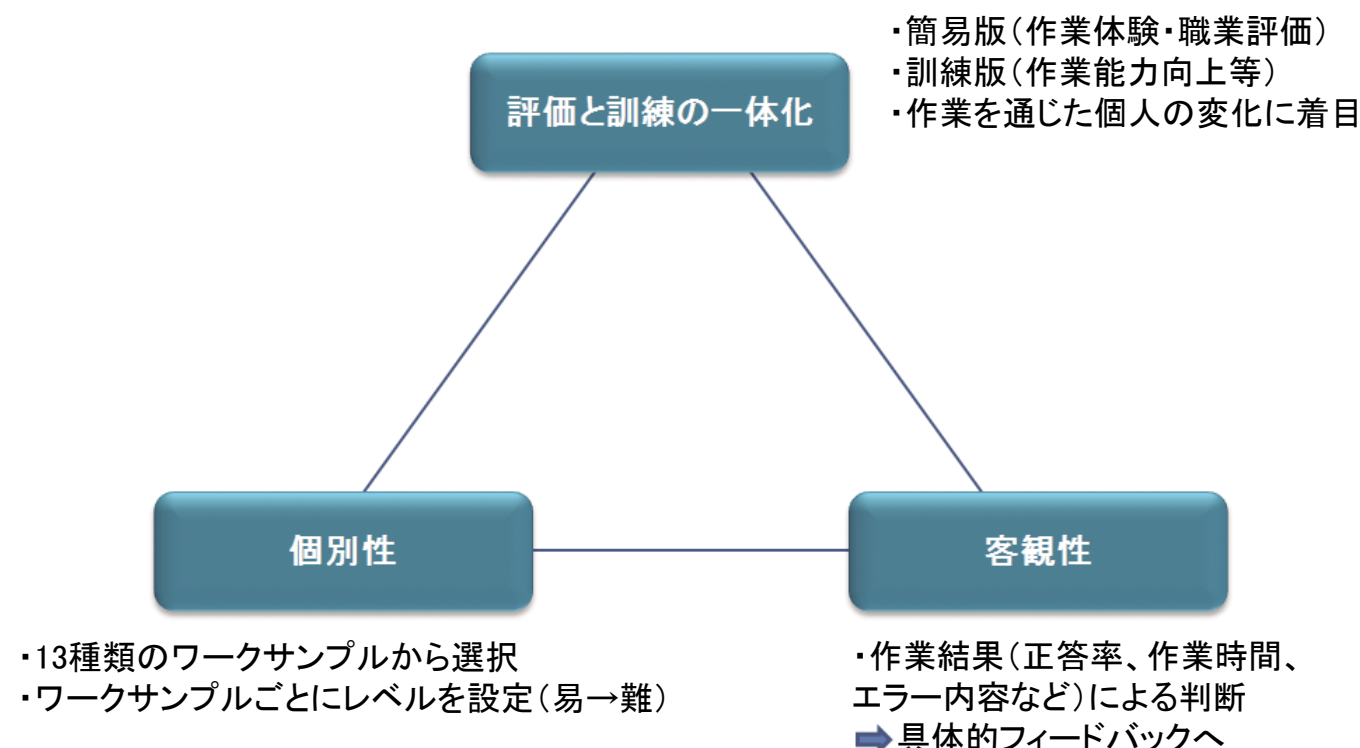 ・簡易版（作業体験・職業評価）
・訓練版（作業能力向上等）
・作業を通じた個人の変化に着目
評価と訓練の一体化
個別性
客観性
・13種類のワークサンプルから選択
・ワークサンプルごとにレベルを設定（易→難）
・作業結果（正答率、作業時間、
エラー内容など）による判断
➡具体的フィードバックへ